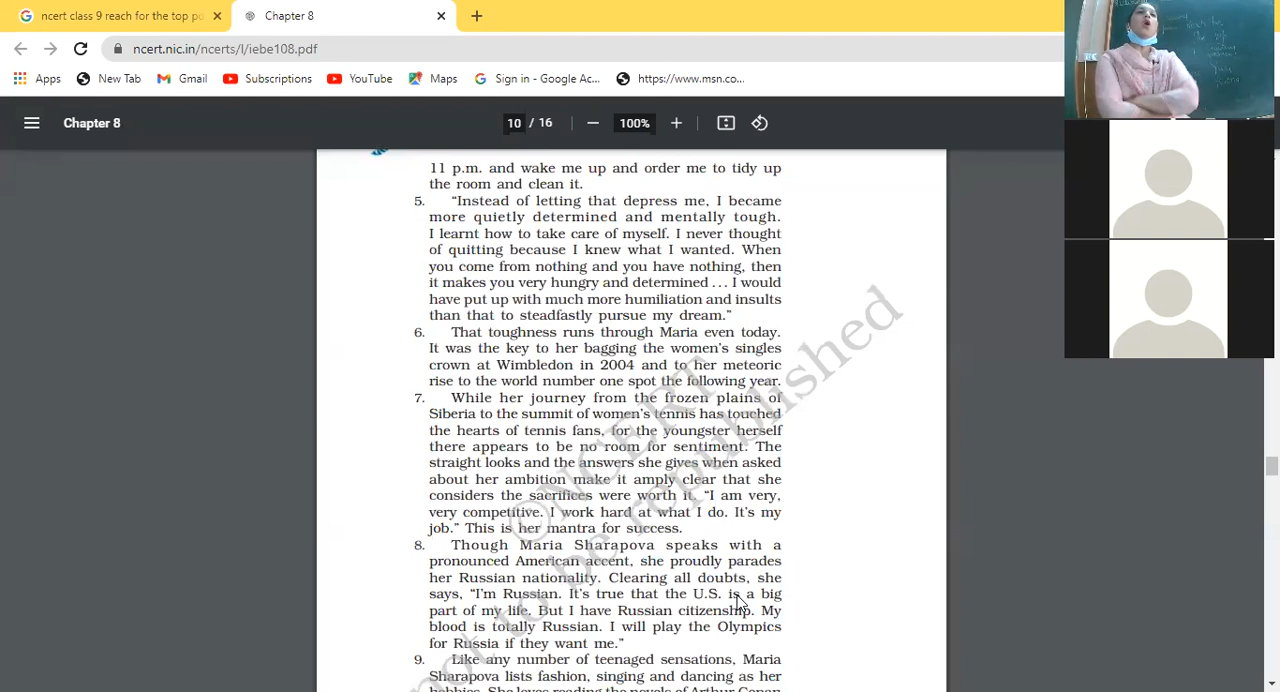 ncert class 9 reach for the top
Chapter 8
ncert.nic.in/ncerts/l/iebe108.pdf
Apps
New Tab
Gmail
Subscriptions
YouTube
Maps
Sign in - Google Ac...
https://www.msn.co...
Chapter 8
10 / 16
100%
11 p.m. and wake me up and order me to tidy up
the room and clean it.
5. “Instead of letting that depress me, I became
more quietly determined and mentally tough.
I learnt how to take care of myself. I never thought
of quitting because I knew what I wanted. When
you come from nothing and you have nothing, then
it makes you very hungry and determined ... I would
have put up with much more humiliation and insults
than that to steadfastly pursue my dream.”
6. That toughness runs through Maria even today.
It was the key to her bagging the women’s singles
crown at Wimbledon in 2004 and to her meteoric
rise to the world number one spot the following year.
7. While her journey from the frozen plains of
Siberia to the summit of women’s tennis has touched
the hearts of tennis fans, for the youngster herself
there appears to be no room for sentiment. The
straight looks and the answers she gives when asked
about her ambition make it amply clear that she
considers the sacrifices were worth it. “I am very,
very competitive. I work hard at what I do. It’s my
job.” This is her mantra for success.
8. Though Maria Sharapova speaks with a
pronounced American accent, she proudly parades
her Russian nationality. Clearing all doubts, she
says, “I’m Russian. It’s true that the U.S. is a big
part of my life. But I have Russian citizenship. My
blood is totally Russian. I will play the Olympics
for Russia if they want me.”
9. Like any number of teenaged sensations, Maria
Sharapova lists fashion, singing and dancing as her
hobbies. She loves reading the novels of Arthur Conan
©NCERT
not to be republished